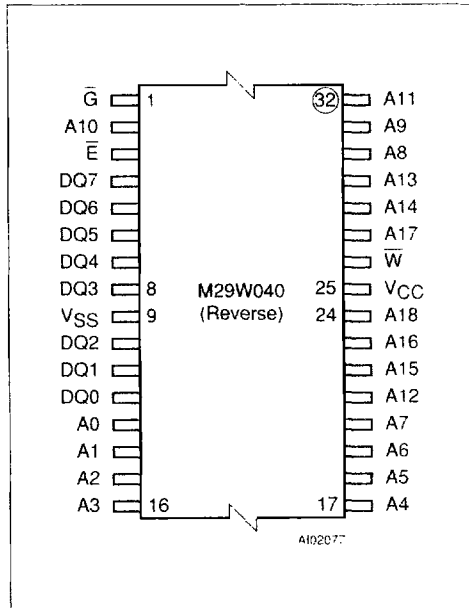 G̅ 1 32 A11
A10 A9
E̅ A8
DQ7 A13
DQ6 A14
DQ5 A17
DQ4 W̅
DQ3 8 M29W040 25 VCC
VSS 9 (Reverse) 24 A18
DQ2 A16
DQ1 A15
DQ0 A12
A0 A7
A1 A6
A2 A5
A3 16 17 A4